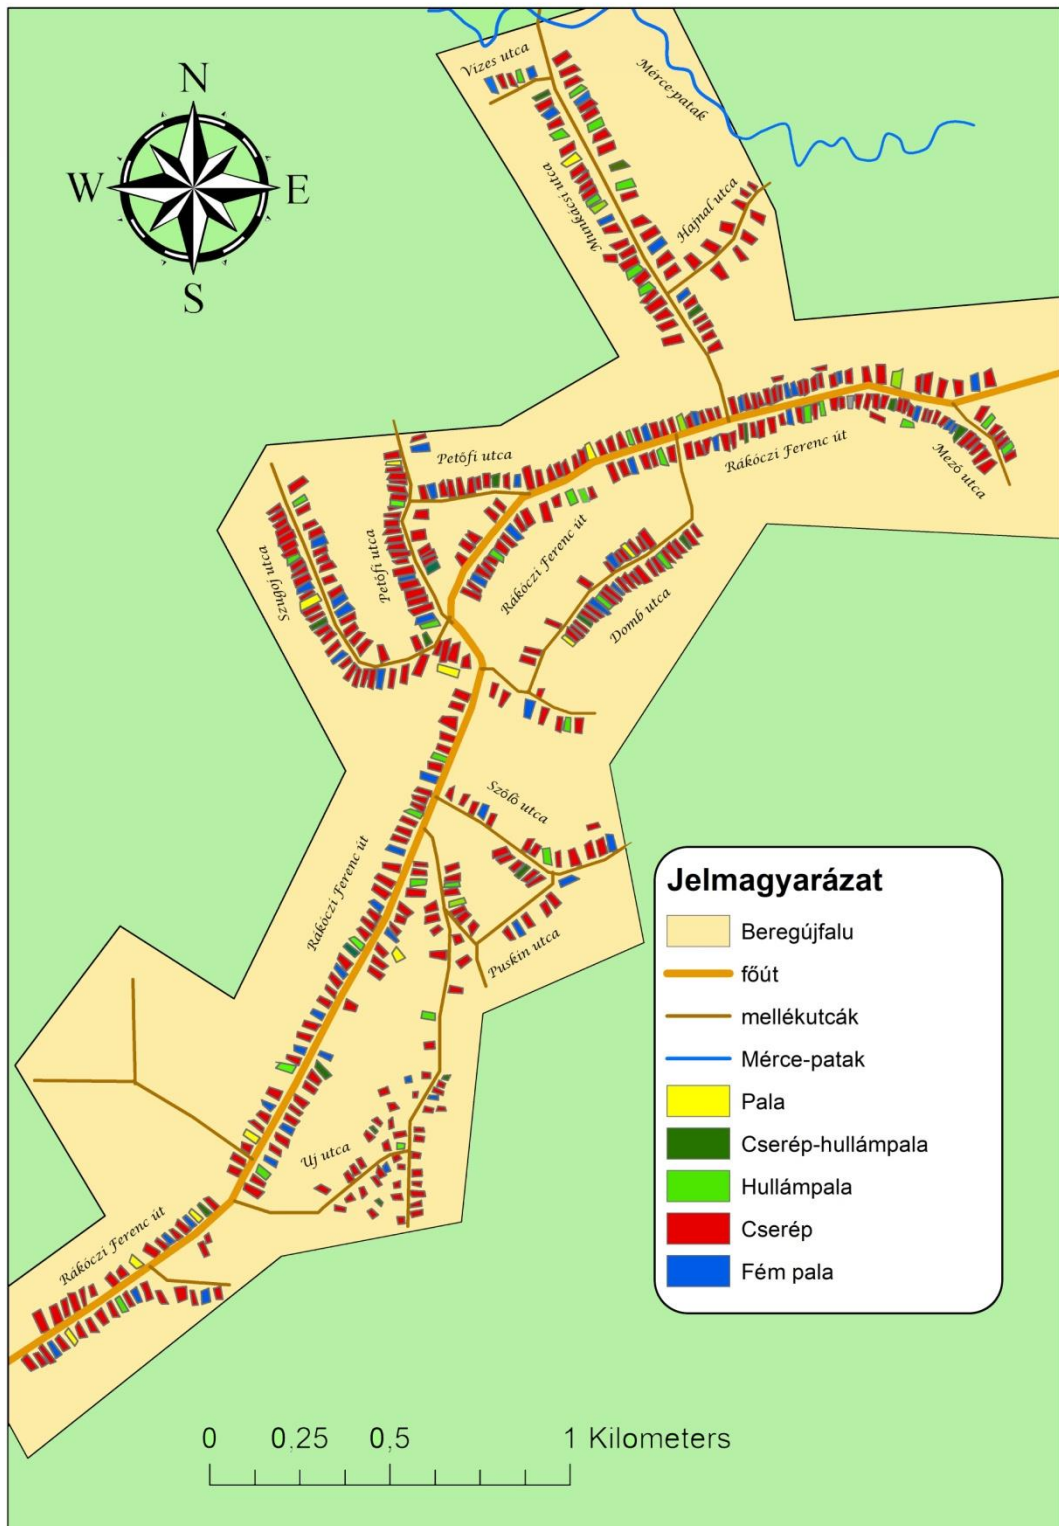 N
W
E
S
Vizes utca
Mérce-patak
Munkácsi utca
Hajnal utca
Petőfi utca
Rákóczi Ferenc út
Mező utca
Szugoj utca
Petőfi utca
Rákóczi Ferenc út
Domb utca
Szőlő utca
Rákóczi Ferenc út
Puskin utca
Uj utca
Rákóczi Ferenc út
Jelmagyarázat
Beregújfalu
főút
mellékutcák
Mérce-patak
Pala
Cserép-hullámpala
Hullámpala
Cserép
Fém pala
0 0,25 0,5 1 Kilometers